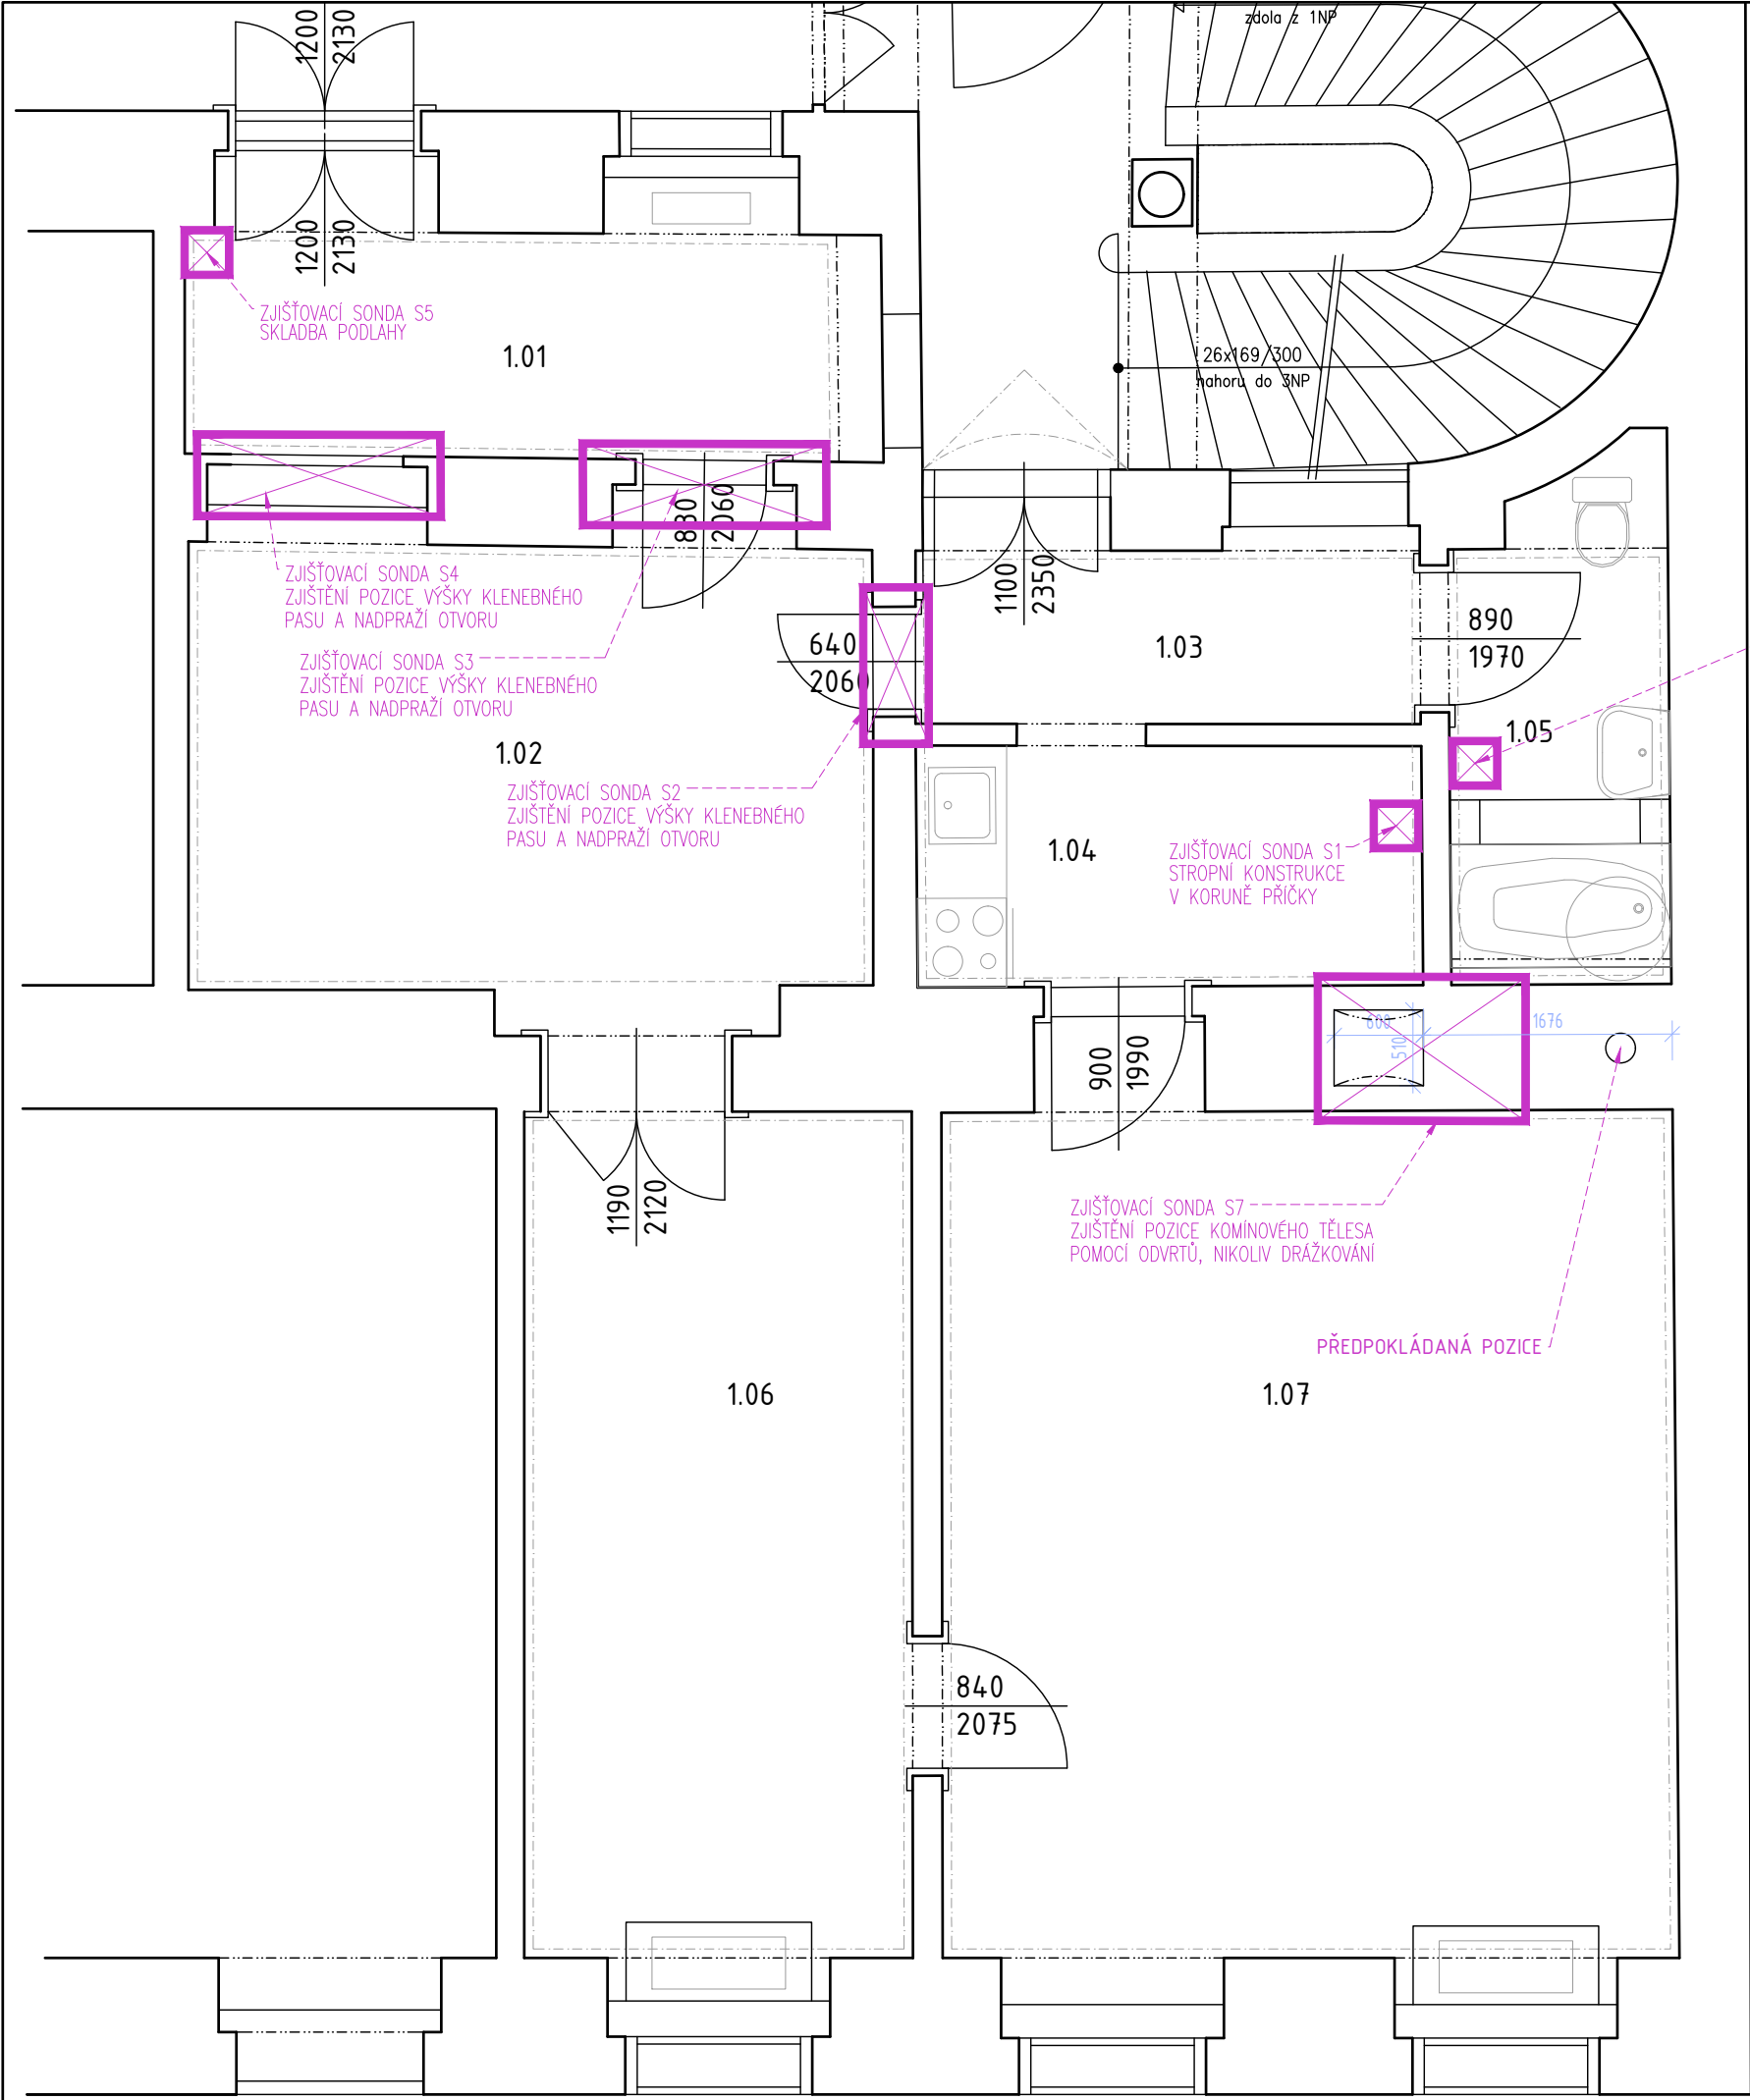 1200
2130
zdola z 1NP
1200
2130
ZJIŠŤOVACÍ SONDA S5
SKLADBA PODLAHY
1.01
26x169/300
nahoru do 3NP
830
2060
ZJIŠŤOVACÍ SONDA S4
ZJIŠTĚNÍ POZICE VÝŠKY KLENEBNÉHO
PASU A NADPRAŽÍ OTVORU
1100
2350
640
2060
1.03
890
1970
ZJIŠŤOVACÍ SONDA S3
ZJIŠTĚNÍ POZICE VÝŠKY KLENEBNÉHO
PASU A NADPRAŽÍ OTVORU
1.02
1.05
ZJIŠŤOVACÍ SONDA S2
ZJIŠTĚNÍ POZICE VÝŠKY KLENEBNÉHO
PASU A NADPRAŽÍ OTVORU
1.04
ZJIŠŤOVACÍ SONDA S1
STROPNÍ KONSTRUKCE
V KORUNĚ PŘÍČKY
600
510
1676
900
1990
1190
2120
ZJIŠŤOVACÍ SONDA S7
ZJIŠTĚNÍ POZICE KOMÍNOVÉHO TĚLESA
POMOCÍ ODVRTŮ, NIKOLIV DRÁŽKOVÁNÍ
PŘEDPOKLÁDANÁ POZICE
1.06
1.07
840
2075